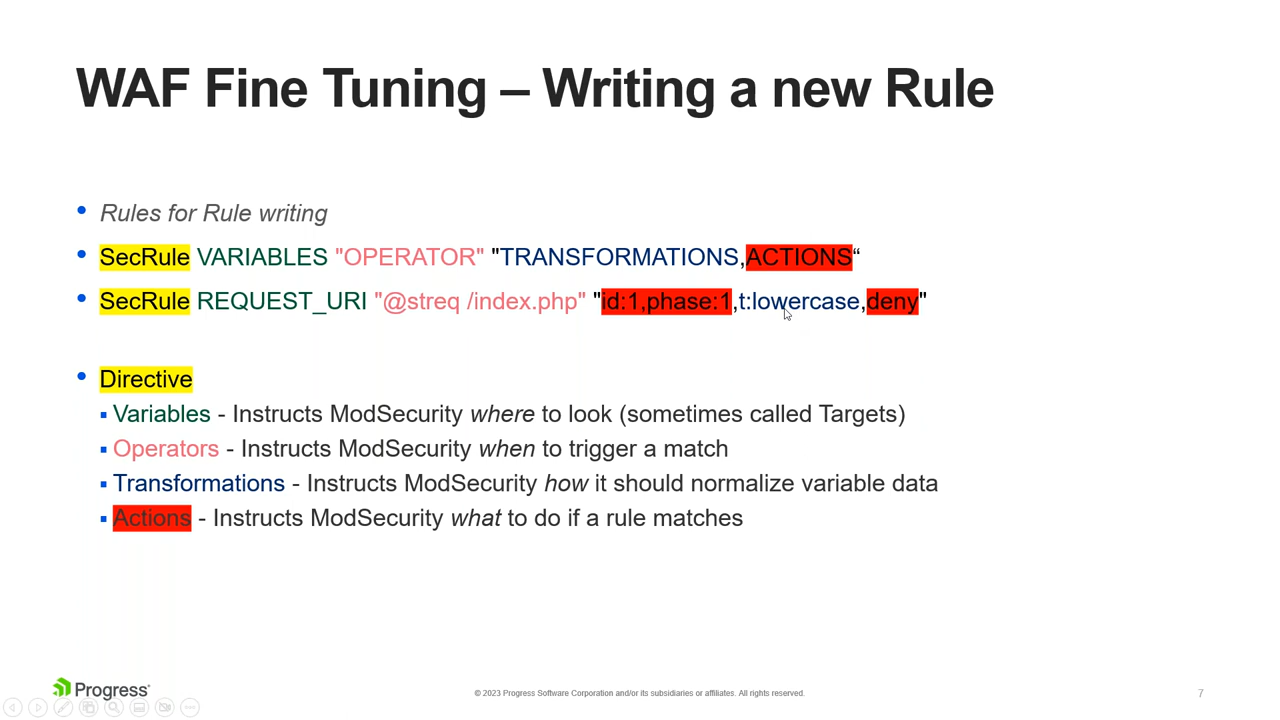 WAF Fine Tuning – Writing a new Rule
• Rules for Rule writing
• SecRule VARIABLES "OPERATOR" "TRANSFORMATIONS,ACTIONS“
• SecRule REQUEST_URI "@streq /index.php" "id:1,phase:1,t:lowercase,deny"
• Directive
▪ Variables - Instructs ModSecurity where to look (sometimes called Targets)
▪ Operators - Instructs ModSecurity when to trigger a match
▪ Transformations - Instructs ModSecurity how it should normalize variable data
▪ Actions - Instructs ModSecurity what to do if a rule matches
Progress
© 2023 Progress Software Corporation and/or its subsidiaries or affiliates. All rights reserved.
7